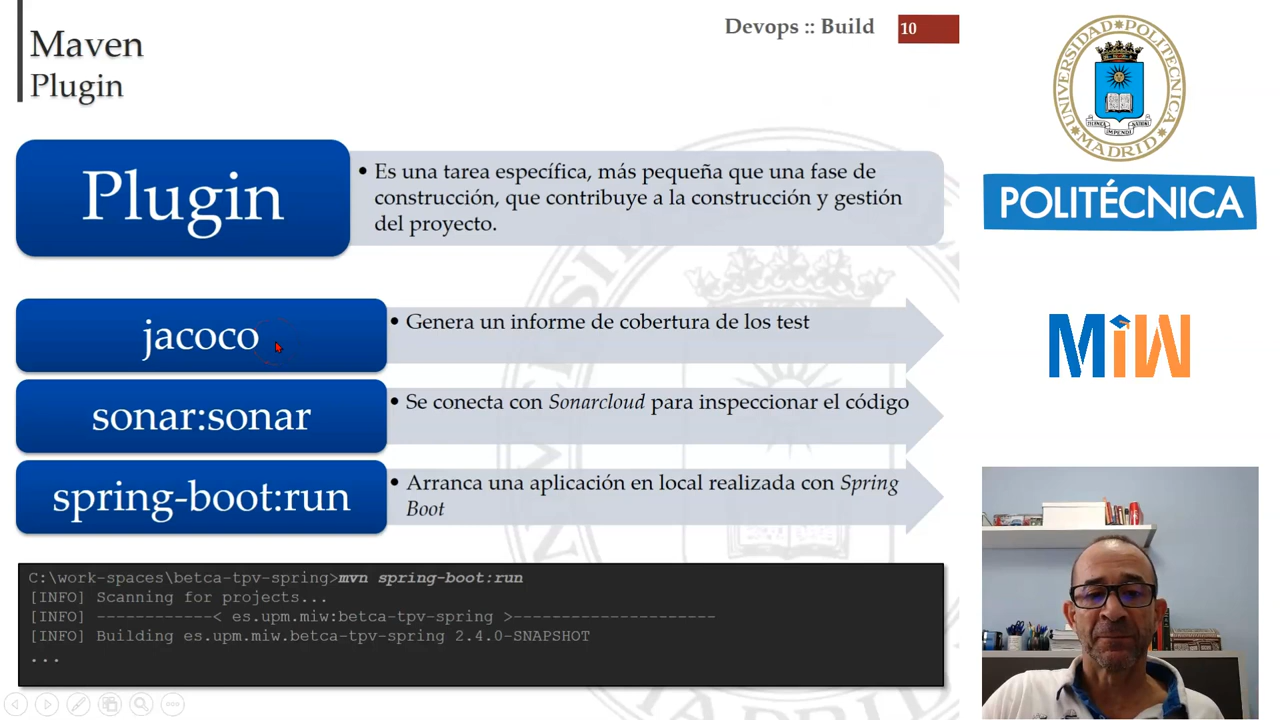 Maven
Plugin
Devops :: Build
10
Plugin
• Es una tarea específica, más pequeña que una fase de
construcción, que contribuye a la construcción y gestión
del proyecto.
jacoco
• Genera un informe de cobertura de los test
sonar:sonar
• Se conecta con Sonarcloud para inspeccionar el código
spring-boot:run
• Arranca una aplicación en local realizada con Spring
Boot
C:\work-spaces\betca-tpv-spring>mvn spring-boot:run
[INFO] Scanning for projects...
[INFO] ------------< es.upm.miw:betca-tpv-spring >---------------------
[INFO] Building es.upm.miw.betca-tpv-spring 2.4.0-SNAPSHOT
...
UNIVERSIDAD POLITECNICA
MADRID
POLITÉCNICA
MiW